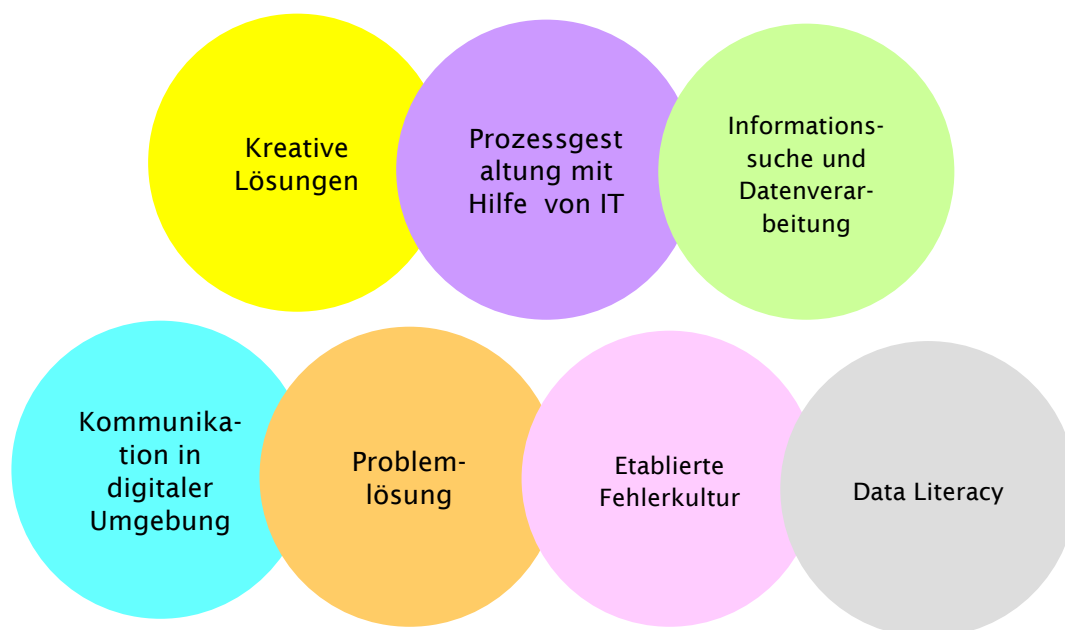 Kreative
Lösungen
Prozessgest
altung mit
Hilfe  von IT
Informations-
suche und
Datenverar-
beitung
Kommunika-
tion in
digitaler
Umgebung
Problem-
lösung
Etablierte
Fehlerkultur
Data Literacy